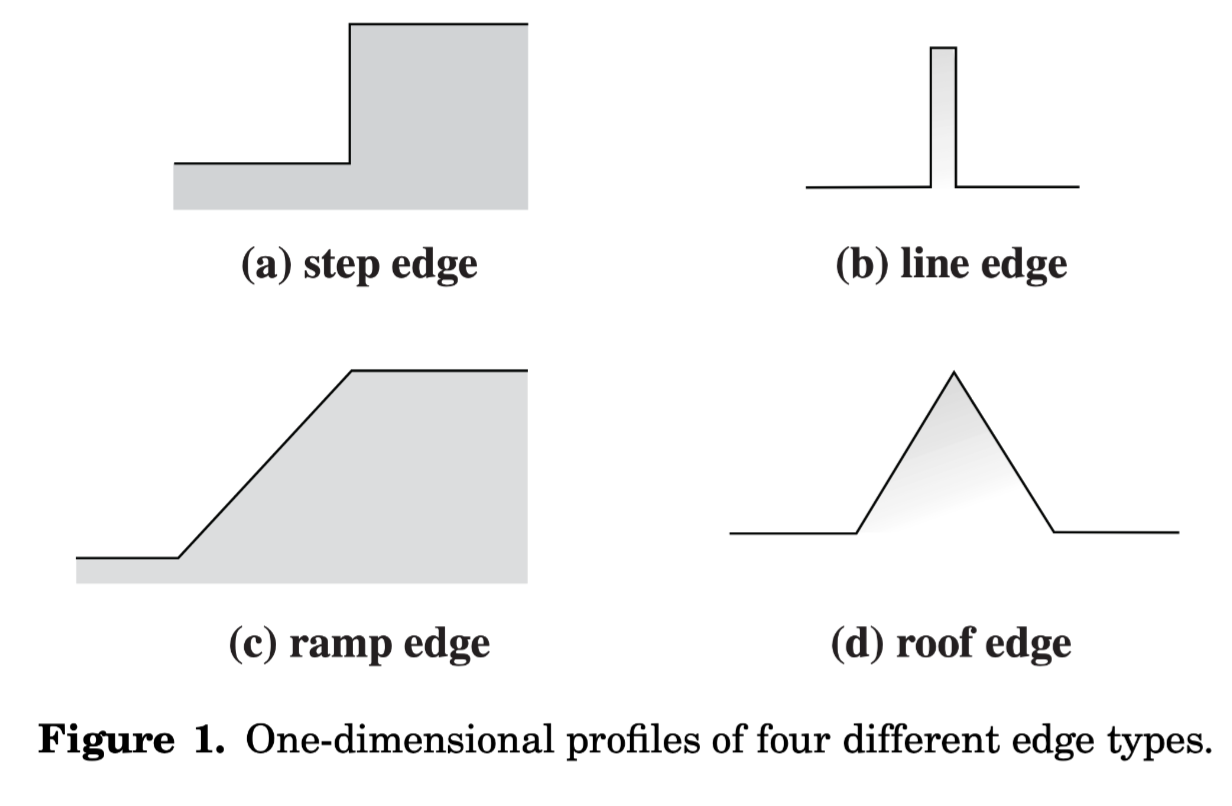 (a) step edge
(b) line edge
(c) ramp edge
(d) roof edge
Figure 1. One-dimensional profiles of four different edge types.